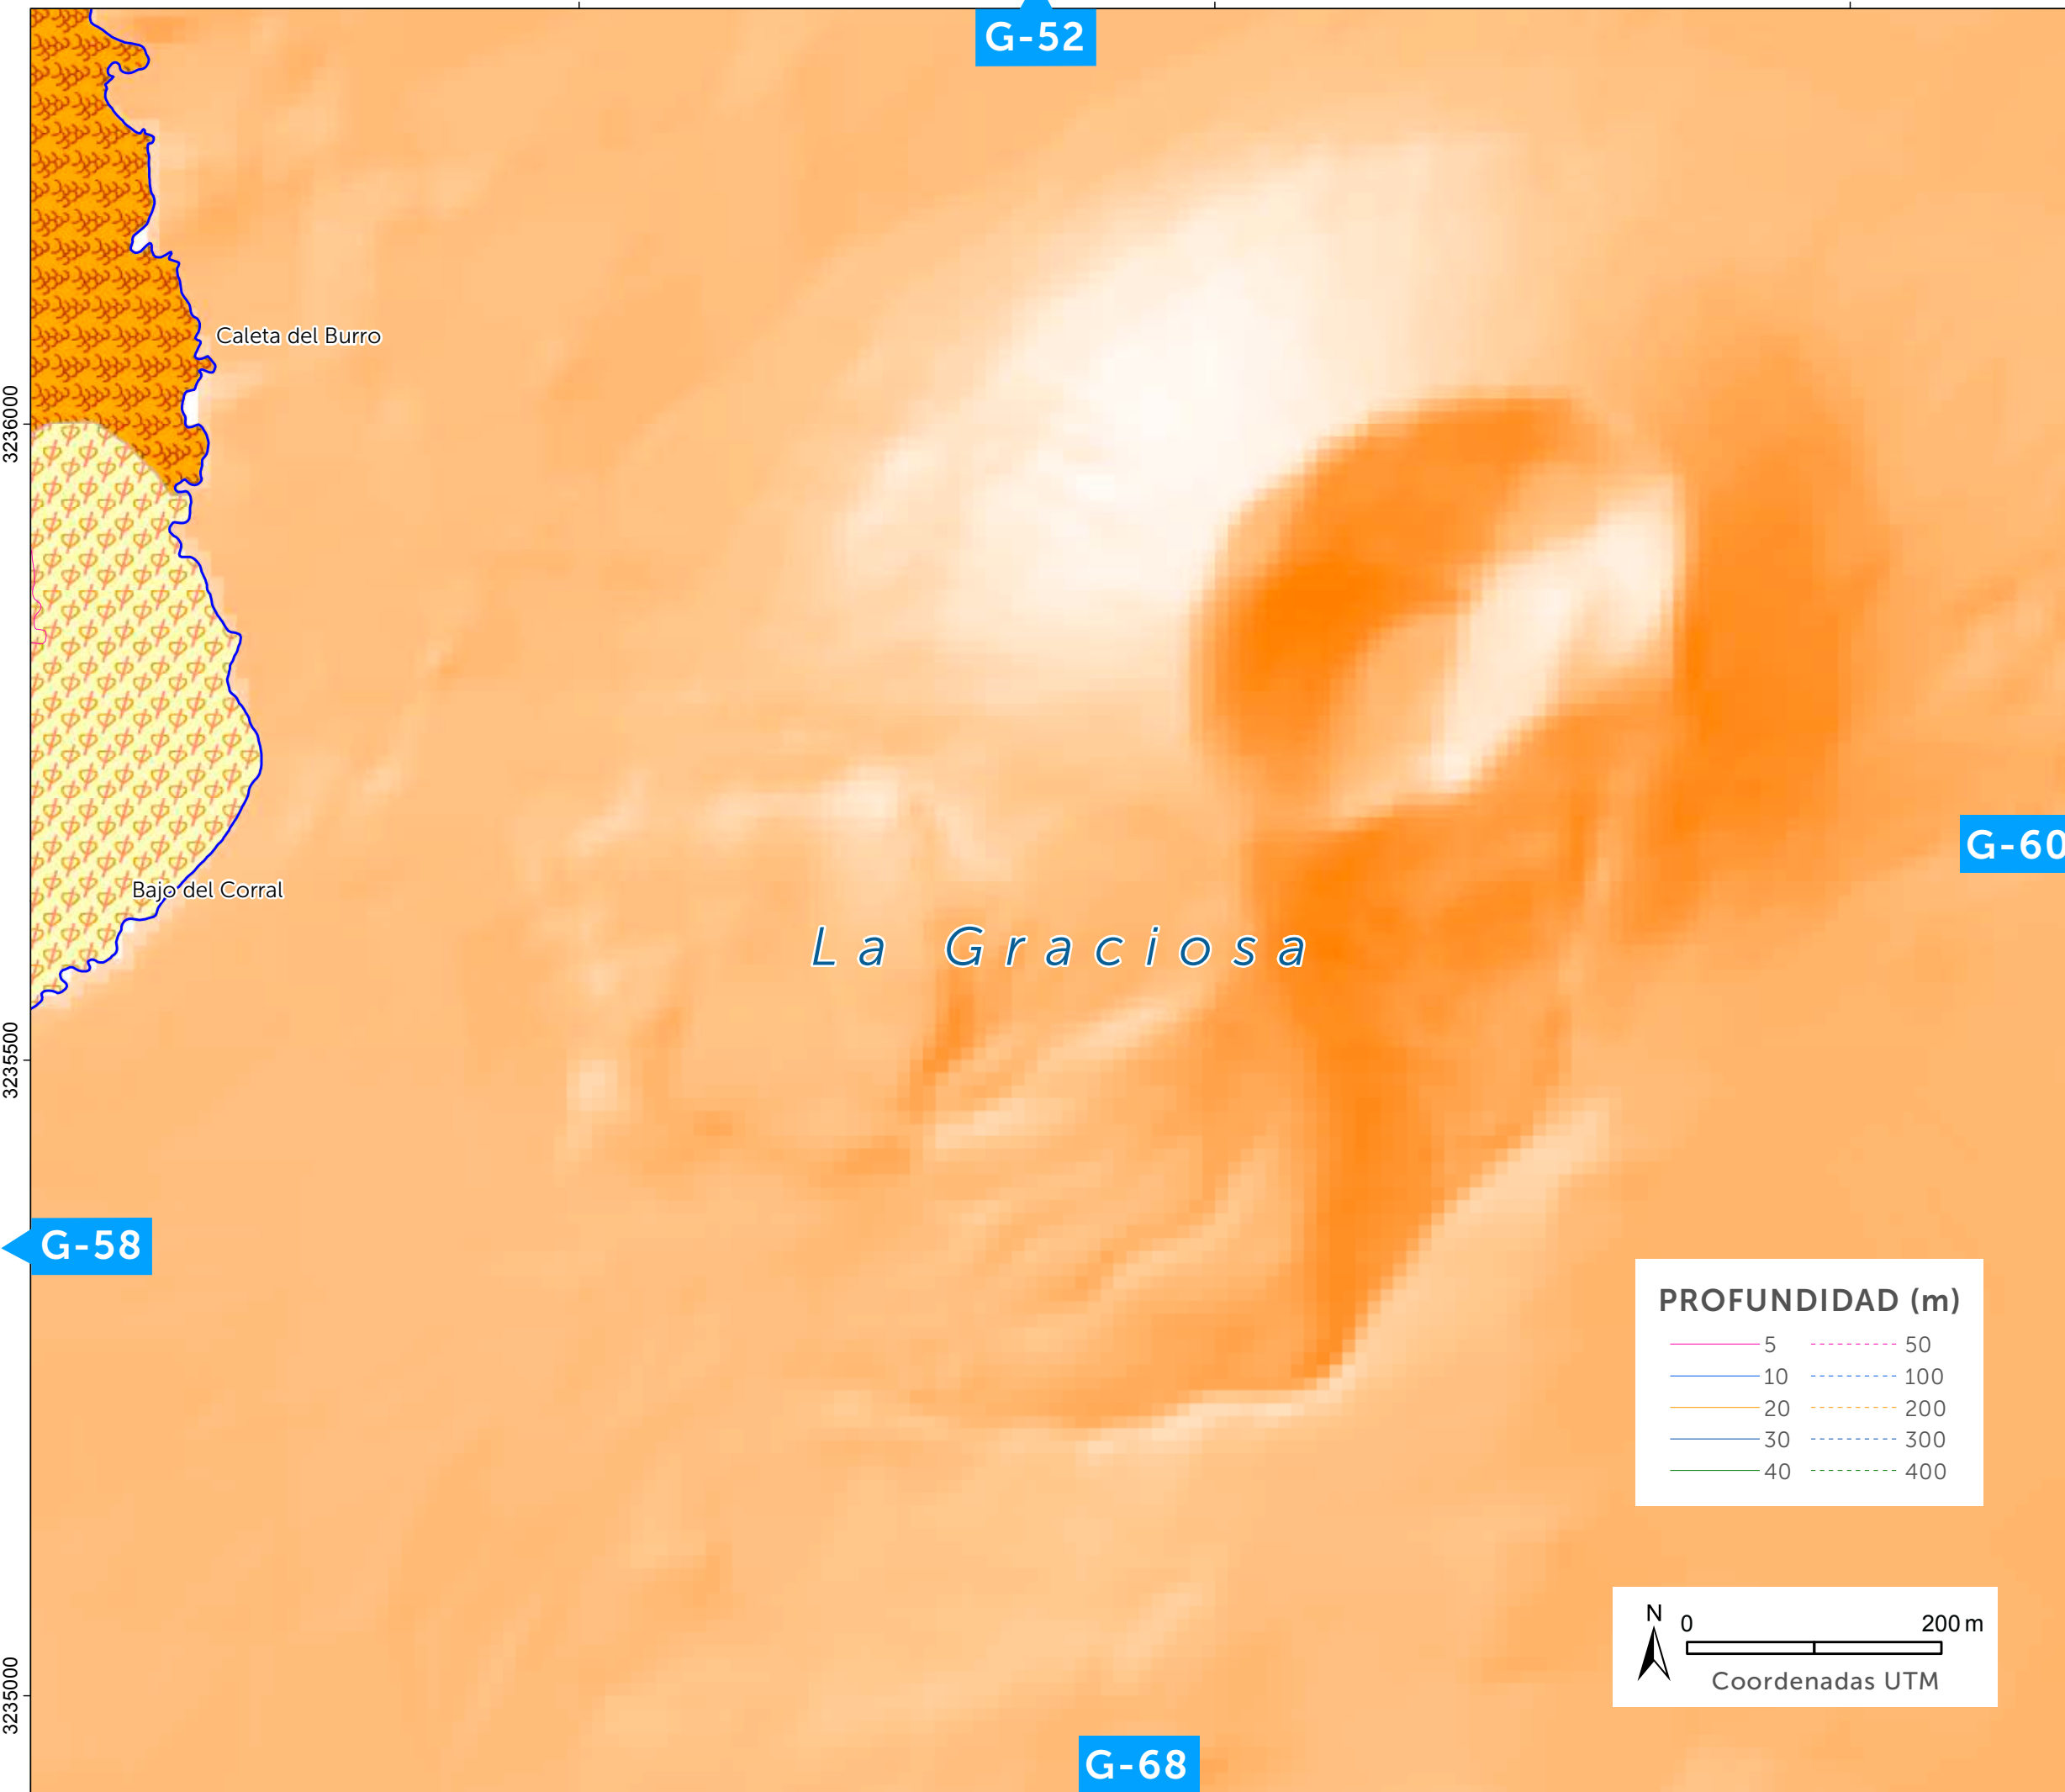 G-52
Caleta del Burro
3236000
G-60
Bajo del Corral
La Graciosa
3235500
G-58
PROFUNDIDAD (m)
5 50
10 100
20 200
30 300
40 400
N 0 200 m
Coordenadas UTM
3235000
G-68